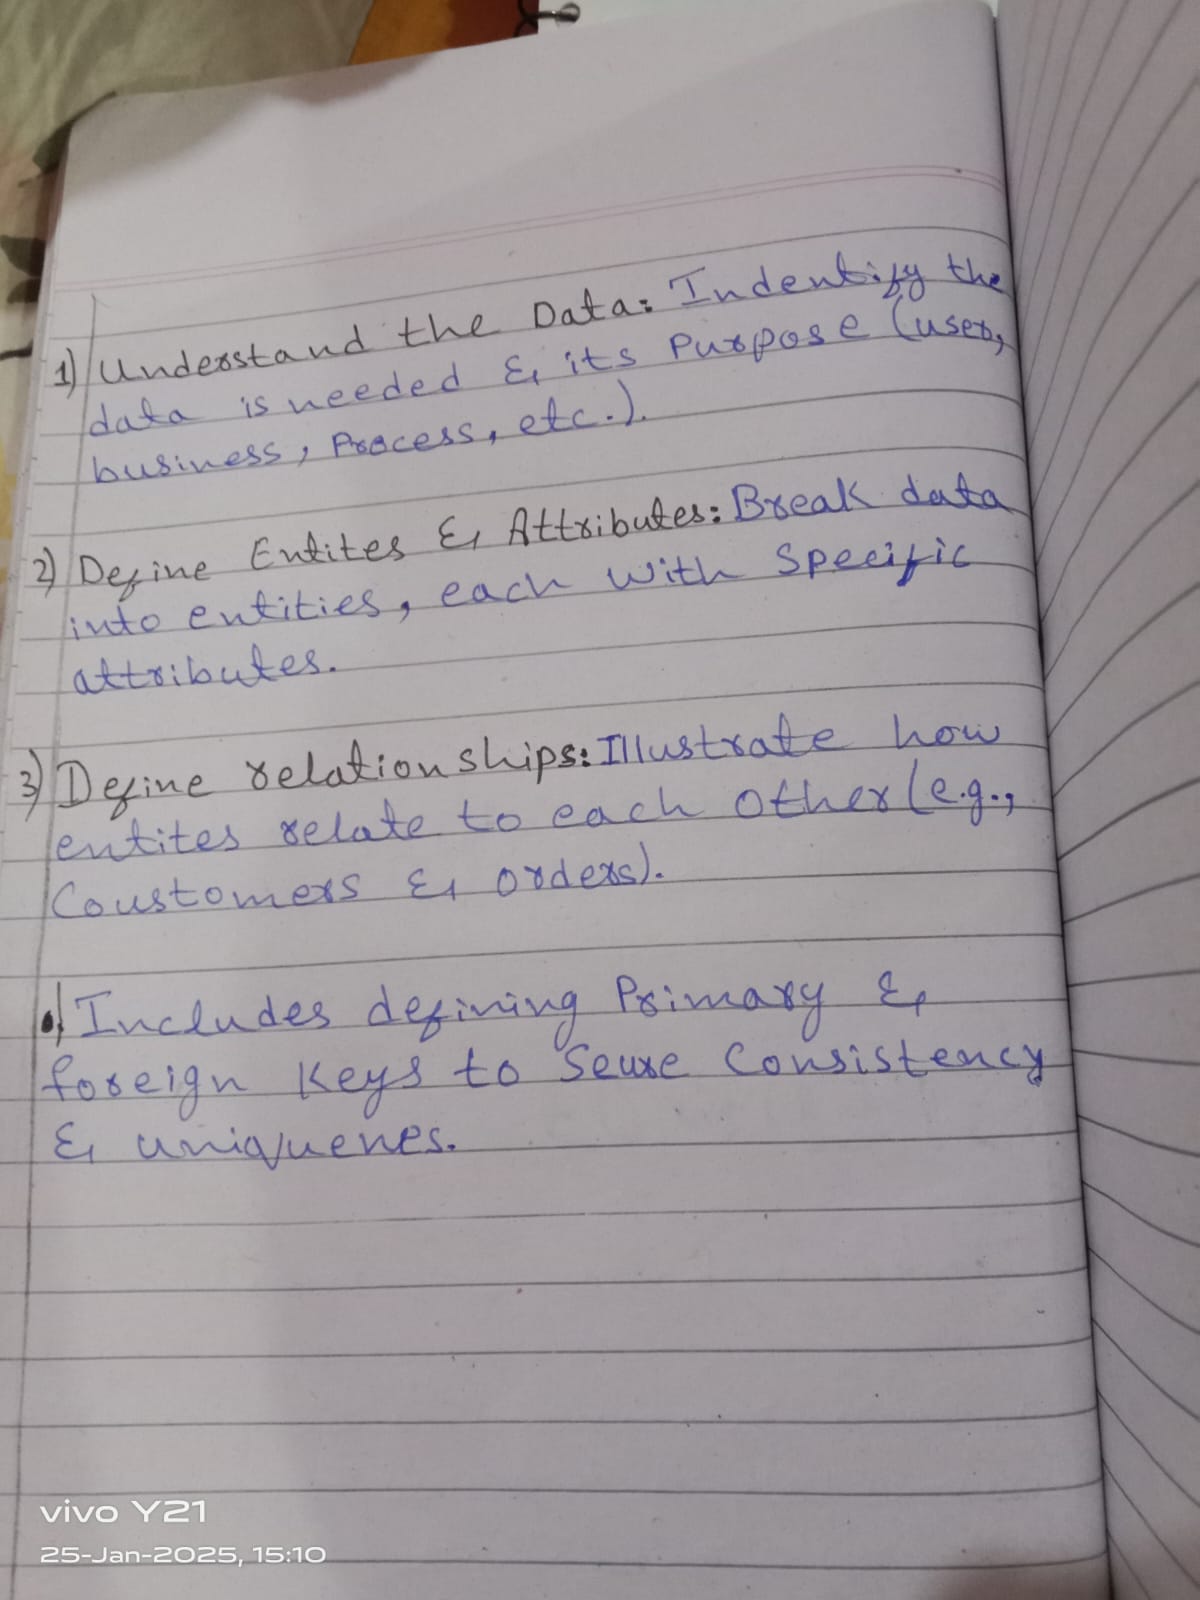 1) Understand the Data: Indentify the
data is needed & its Purpose (user,
business, Process, etc.).
2) Define Entites & Attributes: Break data
into entities, each with Specific
attributes.
3) Define relationships: Illustrate how
entites relate to each other (e.g.,
Coustomers & orders).
•) Includes defining Primary &
foreign Keys to Seure Consistency
& uniquenes.
vivo Y21
25-Jan-2025, 15:10